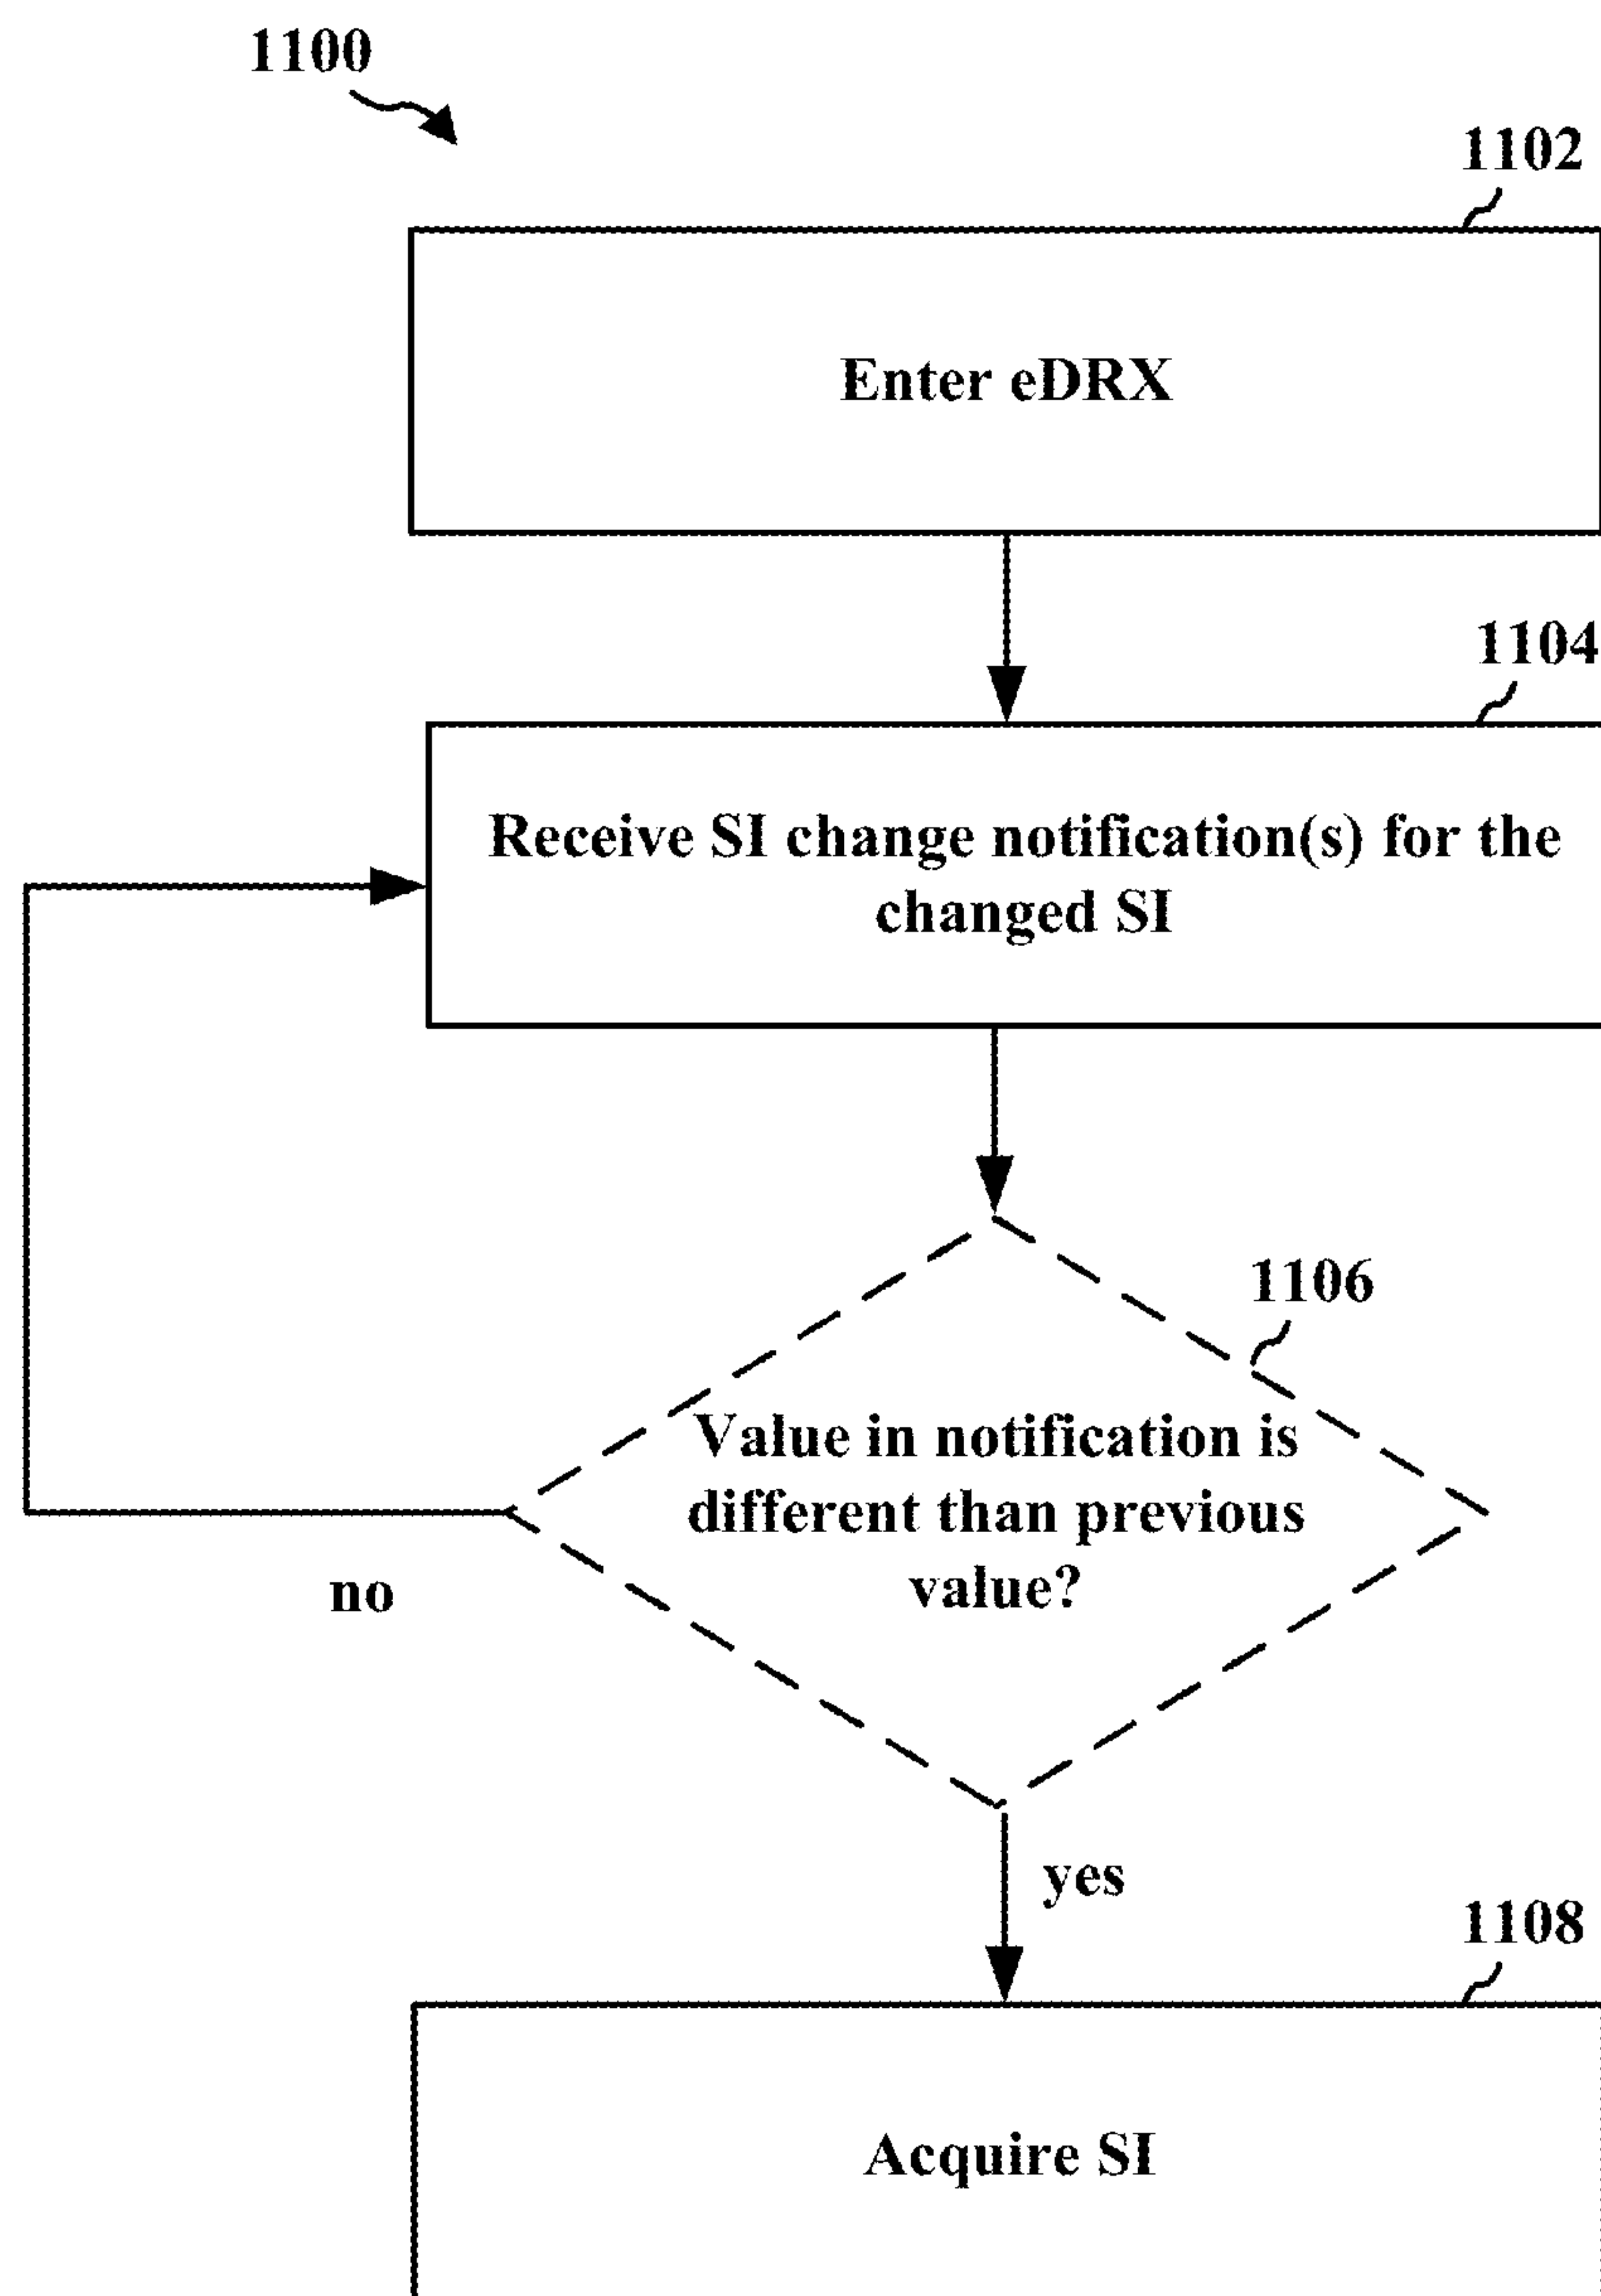 1100
1102
Enter eDRX
1104
Receive SI change notification(s) for the
changed SI
1106
Value in notification is
different than previous
value?
no
yes
1108
Acquire SI